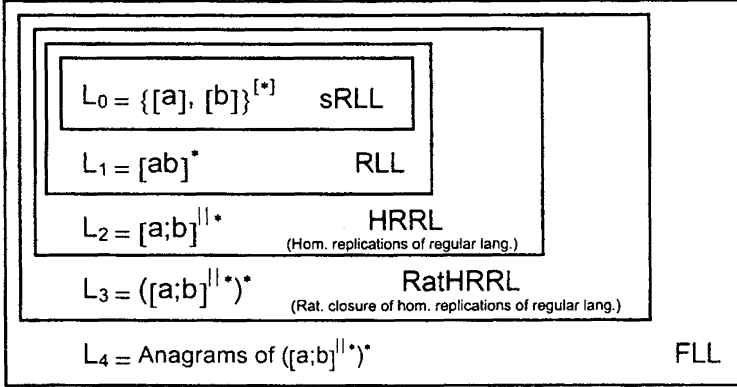 L₀ = {[a], [b]}^[*] sRLL
L₁ = [ab]^* RLL
L₂ = [a;b]^||* HRRL
(Hom. replications of regular lang.)
L₃ = ([a;b]^||*)^* RatHRRL
(Rat. closure of hom. replications of regular lang.)
L₄ = Anagrams of ([a;b]^||*)^* FLL